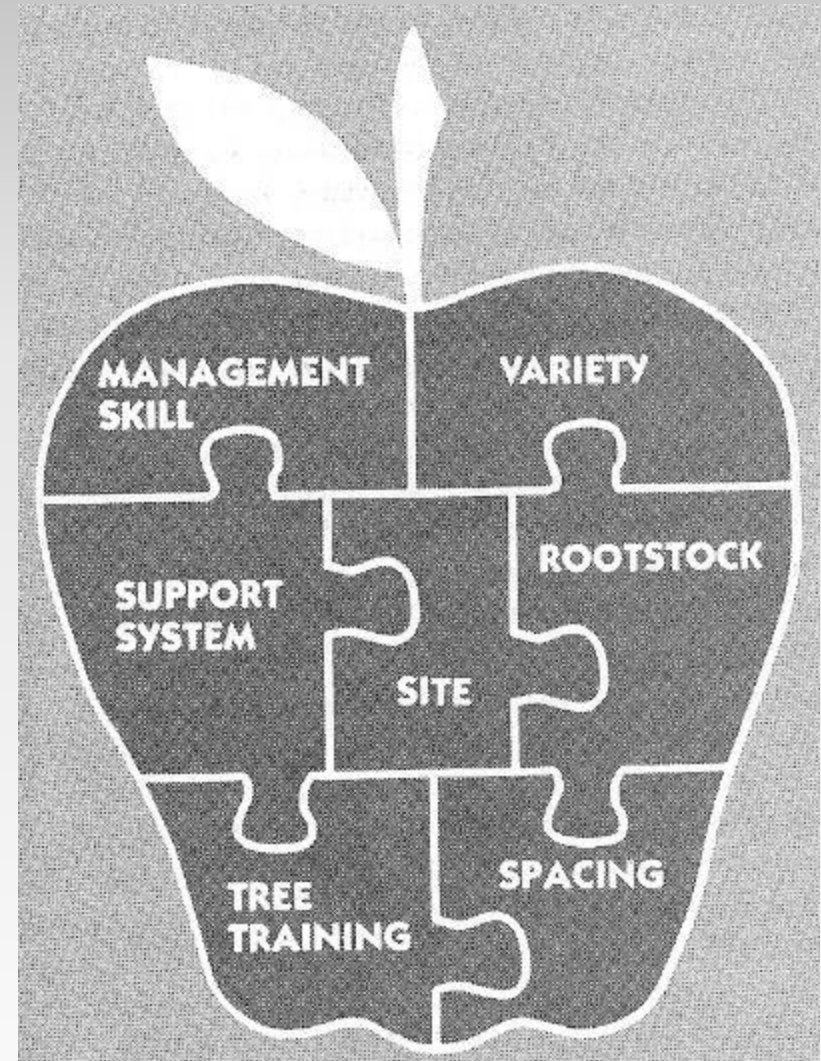 MANAGEMENT
SKILL
VARIETY
SUPPORT
SYSTEM
ROOTSTOCK
SITE
TREE
TRAINING
SPACING